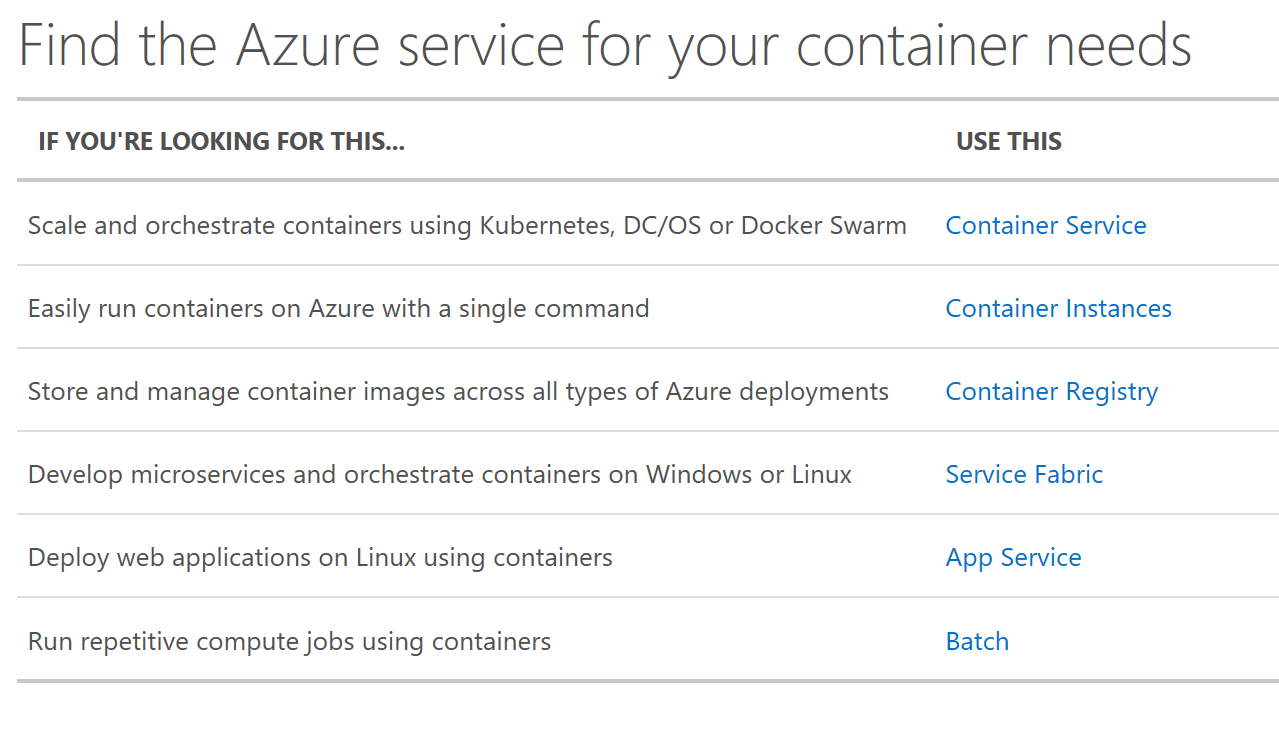 Find the Azure service for your container needs
IF YOU'RE LOOKING FOR THIS... USE THIS
Scale and orchestrate containers using Kubernetes, DC/OS or Docker Swarm Container Service
Easily run containers on Azure with a single command Container Instances
Store and manage container images across all types of Azure deployments Container Registry
Develop microservices and orchestrate containers on Windows or Linux Service Fabric
Deploy web applications on Linux using containers App Service
Run repetitive compute jobs using containers Batch